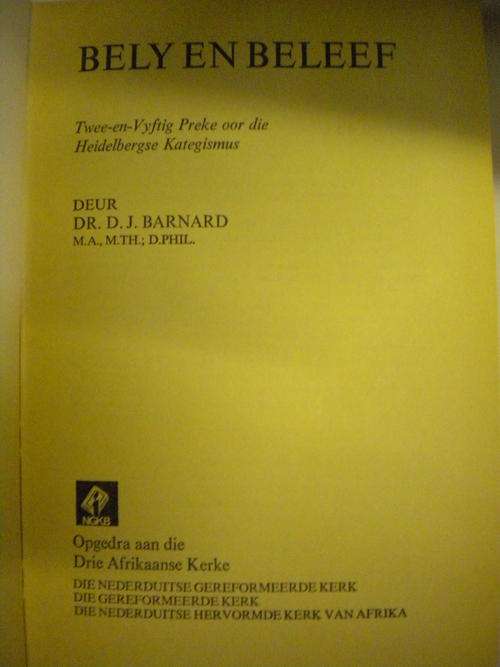 BELY EN BELEEF
Twee-en-Vyftig Preke oor die
Heidelbergse Kategismus
DEUR
DR. D. J. BARNARD
M.A., M.TH.; D.PHIL.
NGKB
Opgedra aan die
Drie Afrikaanse Kerke
DIE NEDERDUITSE GEREFORMEERDE KERK
DIE GEREFORMEERDE KERK
DIE NEDERDUITSE HERVORMDE KERK VAN AFRIKA